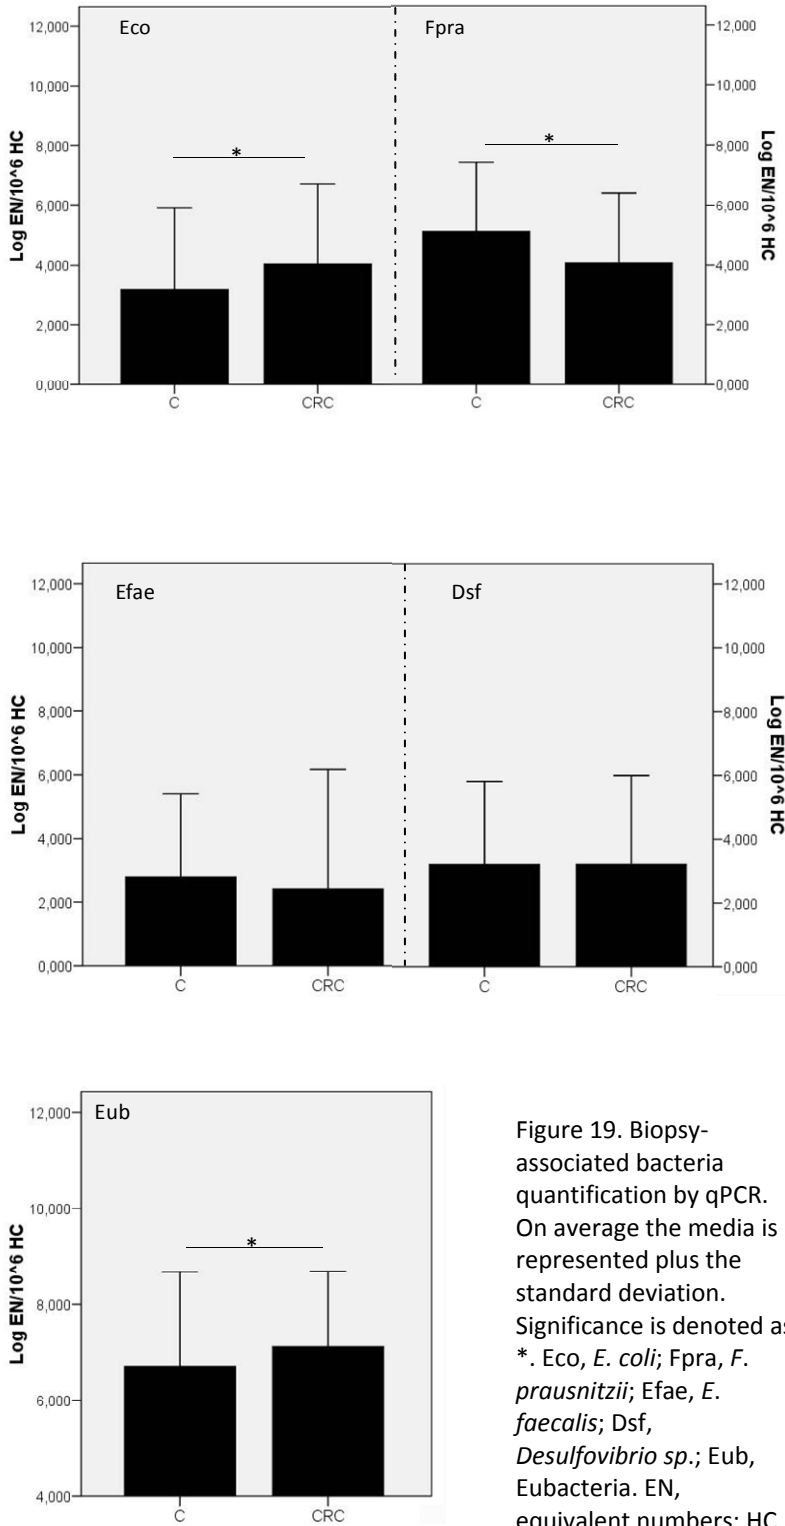 Eco
Fpra
12,000
10,000
8,000
6,000
4,000
2,000
0,000
Log EN/10^6 HC
*
*
12,000
10,000
8,000
6,000
4,000
2,000
0,000
Log EN/10^6 HC
C
CRC
C
CRC
Efae
Dsf
12,000
10,000
8,000
6,000
4,000
2,000
0,000
Log EN/10^6 HC
12,000
10,000
8,000
6,000
4,000
2,000
0,000
Log EN/10^6 HC
C
CRC
C
CRC
Eub
12,000
10,000
8,000
6,000
4,000
Log EN/10^6 HC
*
C
CRC
Figure 19. Biopsy-
associated bacteria
quantification by qPCR.
On average the media is
represented plus the
standard deviation.
Significance is denoted as
*. Eco, E. coli; Fpra, F.
prausnitzii; Efae, E.
faecalis; Dsf,
Desulfovibrio sp.; Eub,
Eubacteria. EN,
equivalent numbers; HC